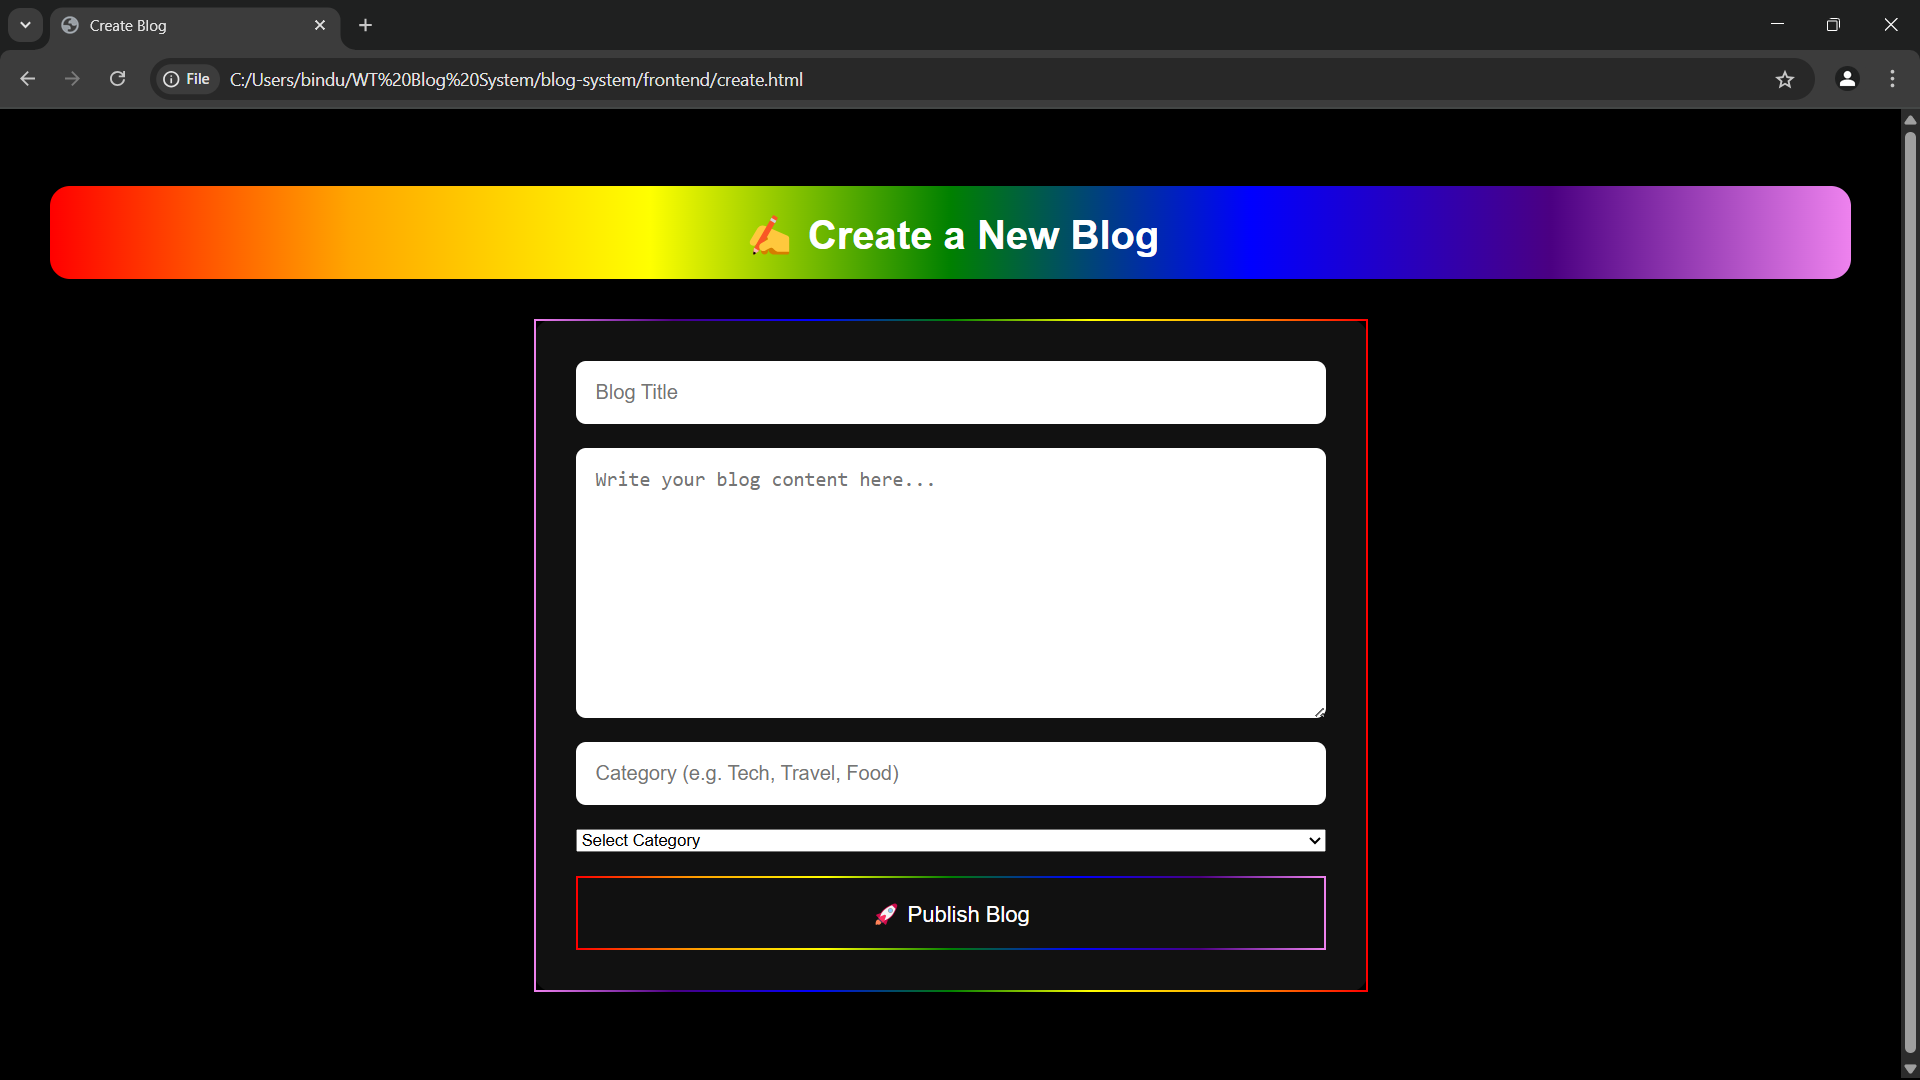 Create Blog
File
C:/Users/bindu/WT%20Blog%20System/blog-system/frontend/create.html
✍️ Create a New Blog
Blog Title
Write your blog content here...
Category (e.g. Tech, Travel, Food)
Select Category
🚀 Publish Blog